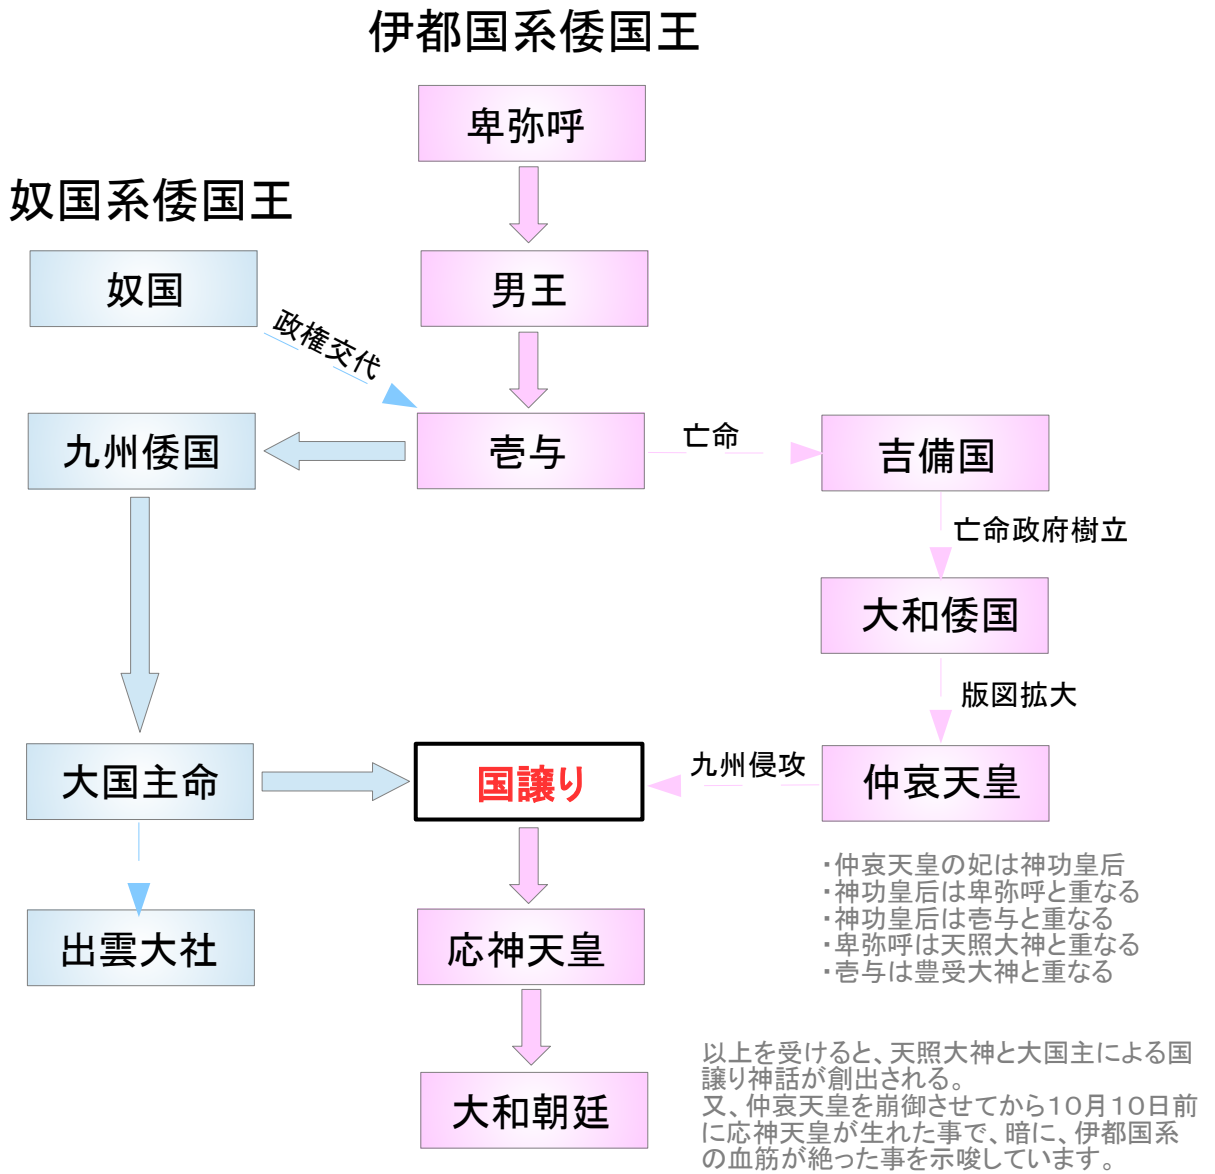 伊都国系倭国王
卑弥呼
奴国系倭国王
奴国
男王
政権交代
九州倭国
壱与
亡命
吉備国
亡命政府樹立
大和倭国
版図拡大
大国主命
国譲り
九州侵攻
仲哀天皇
・仲哀天皇の妃は神功皇后
・神功皇后は卑弥呼と重なる
・神功皇后は壱与と重なる
・卑弥呼は天照大神と重なる
・壱与は豊受大神と重なる
出雲大社
応神天皇
大和朝廷
以上を受けると、天照大神と大国主による国
譲り神話が創出される。
又、仲哀天皇を崩御させてから10月10日前
に応神天皇が生れた事で、暗に、伊都国系
の血筋が絶った事を示唆しています。